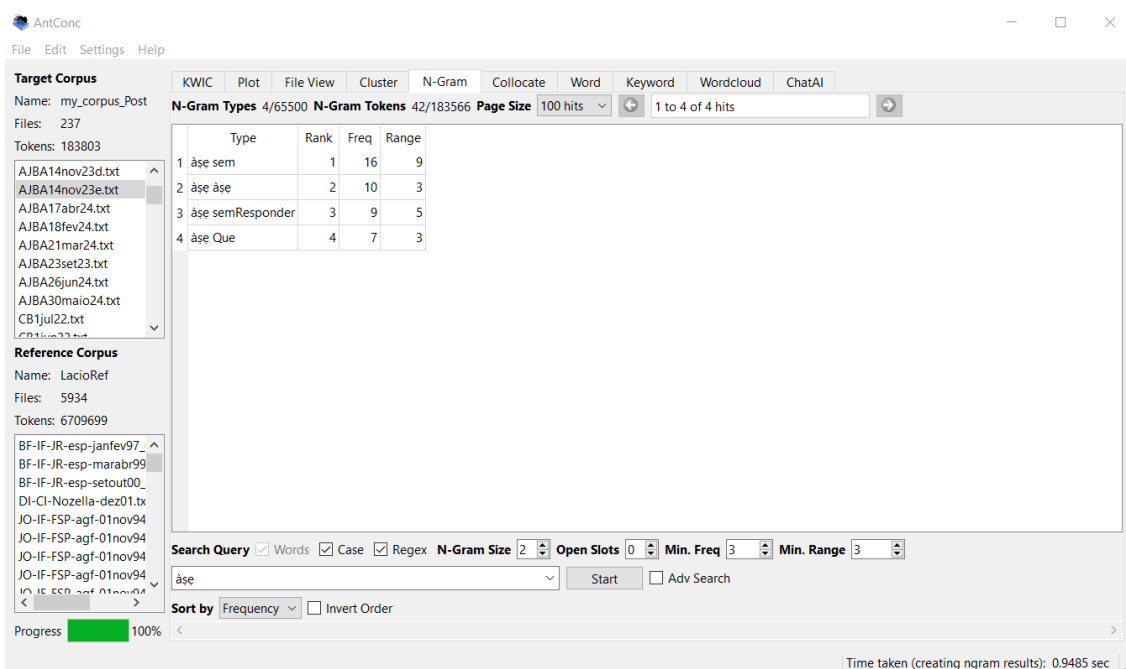 AntConc
File Edit Settings Help
Target Corpus
Name: my_corpus_Post
Files: 237
Tokens: 183803
AJBA14nov23d.txt
AJBA14nov23e.txt
AJBA17abr24.txt
AJBA18fev24.txt
AJBA21mar24.txt
AJBA23set23.txt
AJBA26jun24.txt
AJBA30maio24.txt
CB1jul22.txt
CB1jun22.txt
Reference Corpus
Name: LacioRef
Files: 5934
Tokens: 6709699
BF-IF-JR-esp-janfev97_
BF-IF-JR-esp-marabr99
BF-IF-JR-esp-setout00_
DI-CI-Nozella-dez01.tx
JO-IF-FSP-agf-01nov94
JO-IF-FSP-agf-01nov94
JO-IF-FSP-agf-01nov94
JO-IF-FSP-agf-01nov94
JO-IF-FSP-agf-01nov94
Progress 100%
KWIC Plot File View Cluster N-Gram Collocate Word Keyword Wordcloud ChatAI
N-Gram Types 4/65500 N-Gram Tokens 42/183566 Page Size 100 hits 1 to 4 of 4 hits
Type Rank Freq Range
1 àṣẹ sem 1 16 9
2 àṣẹ àṣẹ 2 10 3
3 àṣẹ semResponder 3 9 5
4 àṣẹ Que 4 7 3
Search Query Words Case Regex N-Gram Size 2 Open Slots 0 Min. Freq 3 Min. Range 3
àṣẹ Start Adv Search
Sort by Frequency Invert Order
Time taken (creating ngram results): 0.9485 sec